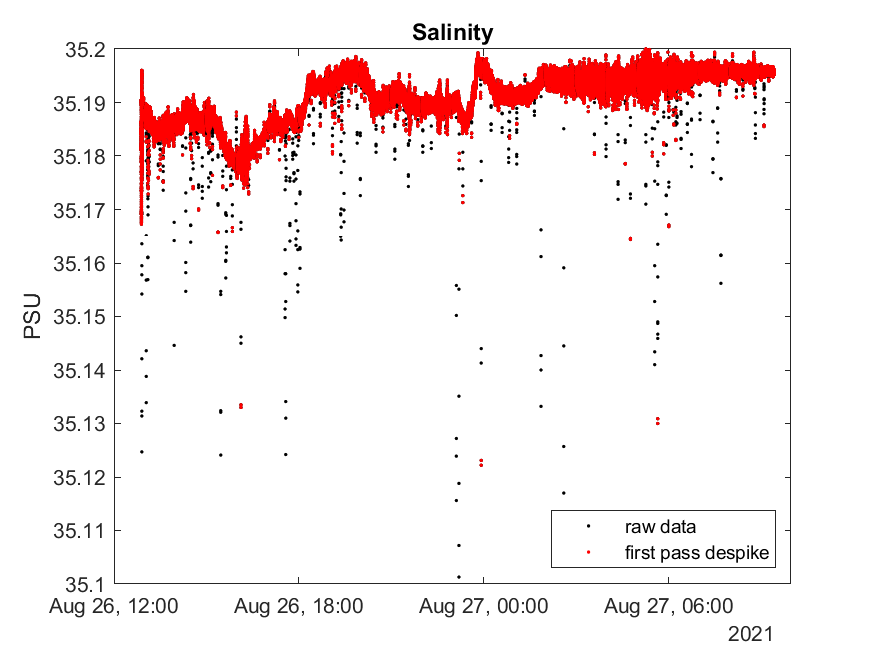 Salinity
PSU
35.2
35.19
35.18
35.17
35.16
35.15
35.14
35.13
35.12
35.11
35.1
raw data
first pass despike
Aug 26, 12:00 Aug 26, 18:00 Aug 27, 00:00 Aug 27, 06:00
2021